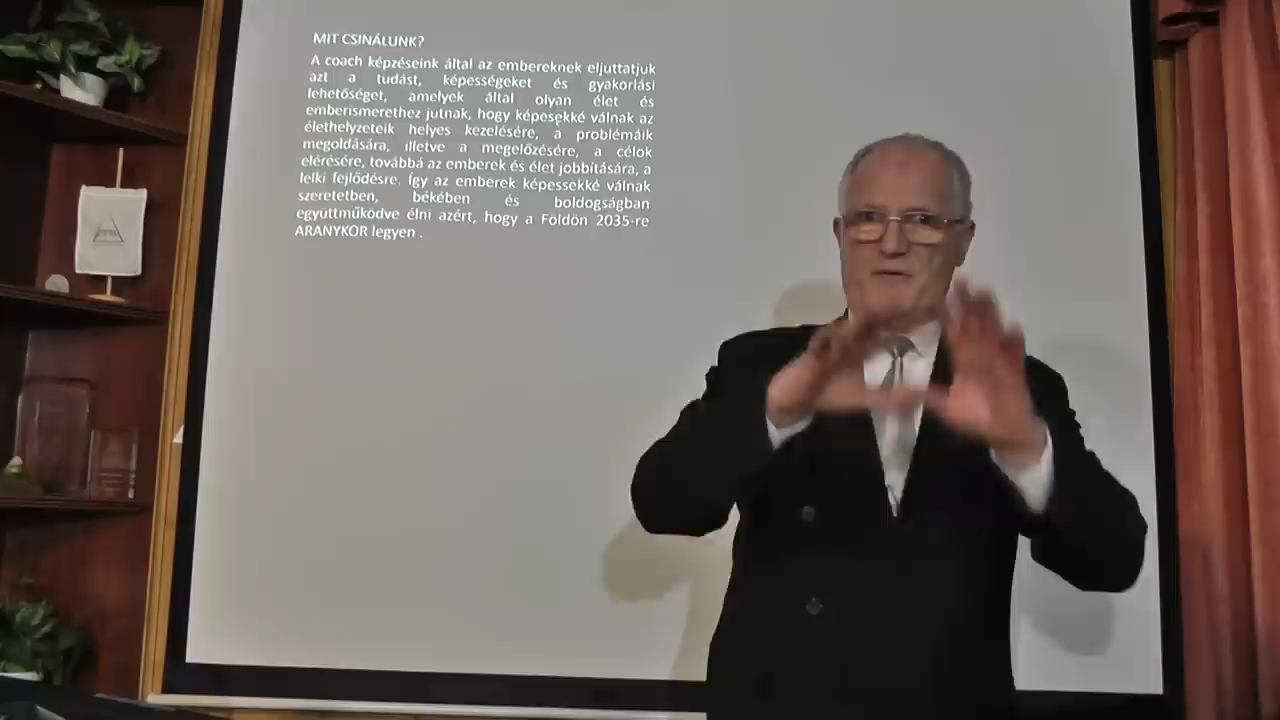 MIT CSINÁLUNK?
A coach képzéseink által az embereknek eljuttatjuk
azt a tudást, képességeket és gyakorlási
lehetőséget, amelyek által olyan élet és
emberismerethez jutnak, hogy képesękké válnak az
élethelyzeteik helyes kezelésére, a problémáik
megoldására, illetve a megelőzésére, a célok
elérésére, továbbá az emberek és élet jobbítására, a
lelki fejlődésre. Így az emberek képessekké válnak
szeretetben, békében és boldogságban
együttműködve élni azért, hogy a Földön 2035-re
ARANYKOR legyen .